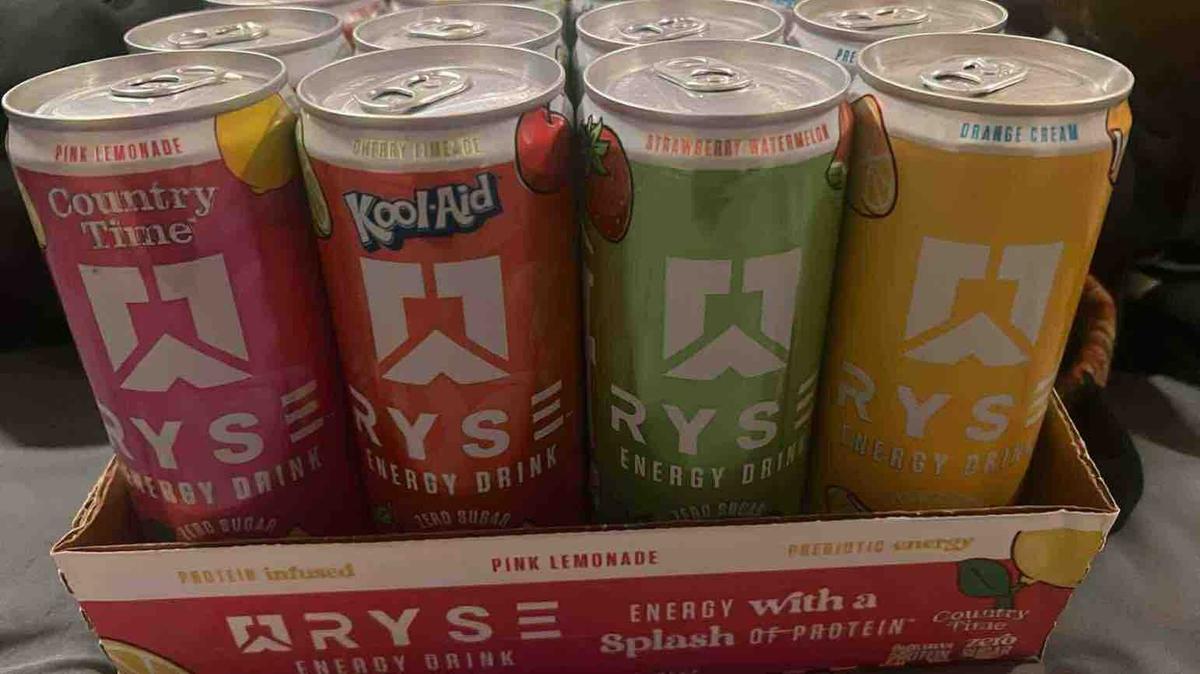 PRE
PINK LEMONADE
Country
Time
RYSE
ENERGY DRINK
ZERO SUGAR
CHERRY LIMEADE
Kool-Aid
RYSE
ENERGY DRINK
ZERO SUGAR
STRAWBERRY WATERMELON
RYSE
ENERGY DRINK
ZERO SUGAR
ORANGE CREAM
RYSE
ENERGY DRINK
PROTEIN infused
PINK LEMONADE
PREBIOTIC energy
RYSE
ENERGY DRINK
ENERGY with a
Splash OF PROTEIN™
Country
Time
PROTEIN
zero
SUGAR